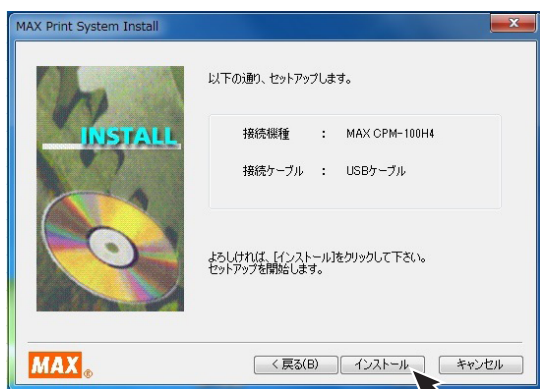 MAX Print System Install
以下の通り、セットアップします。
INSTALL
接続機種 : MAX CPM-100H4
接続ケーブル : USBケーブル
よろしければ、[インストール]をクリックして下さい。
セットアップを開始します。
MAX®
< 戻る(B) インストール キャンセル